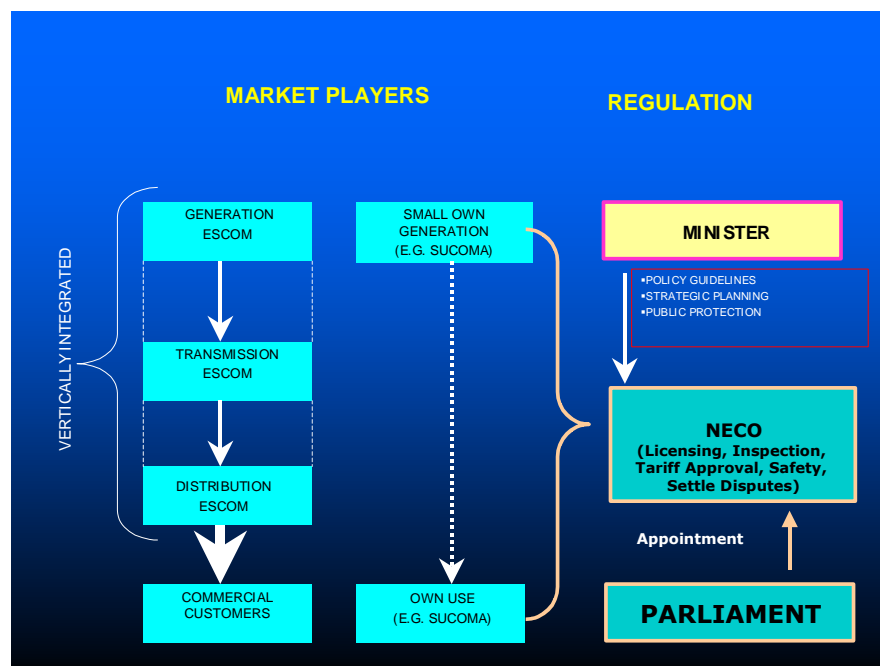 MARKET PLAYERS
REGULATION
VERTICALLY INTEGRATED
GENERATION
ESCOM
TRANSMISSION
ESCOM
DISTRIBUTION
ESCOM
COMMERCIAL
CUSTOMERS
SMALL OWN
GENERATION
(E.G. SUCOMA)
OWN USE
(E.G. SUCOMA)
MINISTER
▪POLICY GUIDELINES
▪STRATEGIC PLANNING
▪PUBLIC PROTECTION
NECO
(Licensing, Inspection,
Tariff Approval, Safety,
Settle Disputes)
Appointment
PARLIAMENT